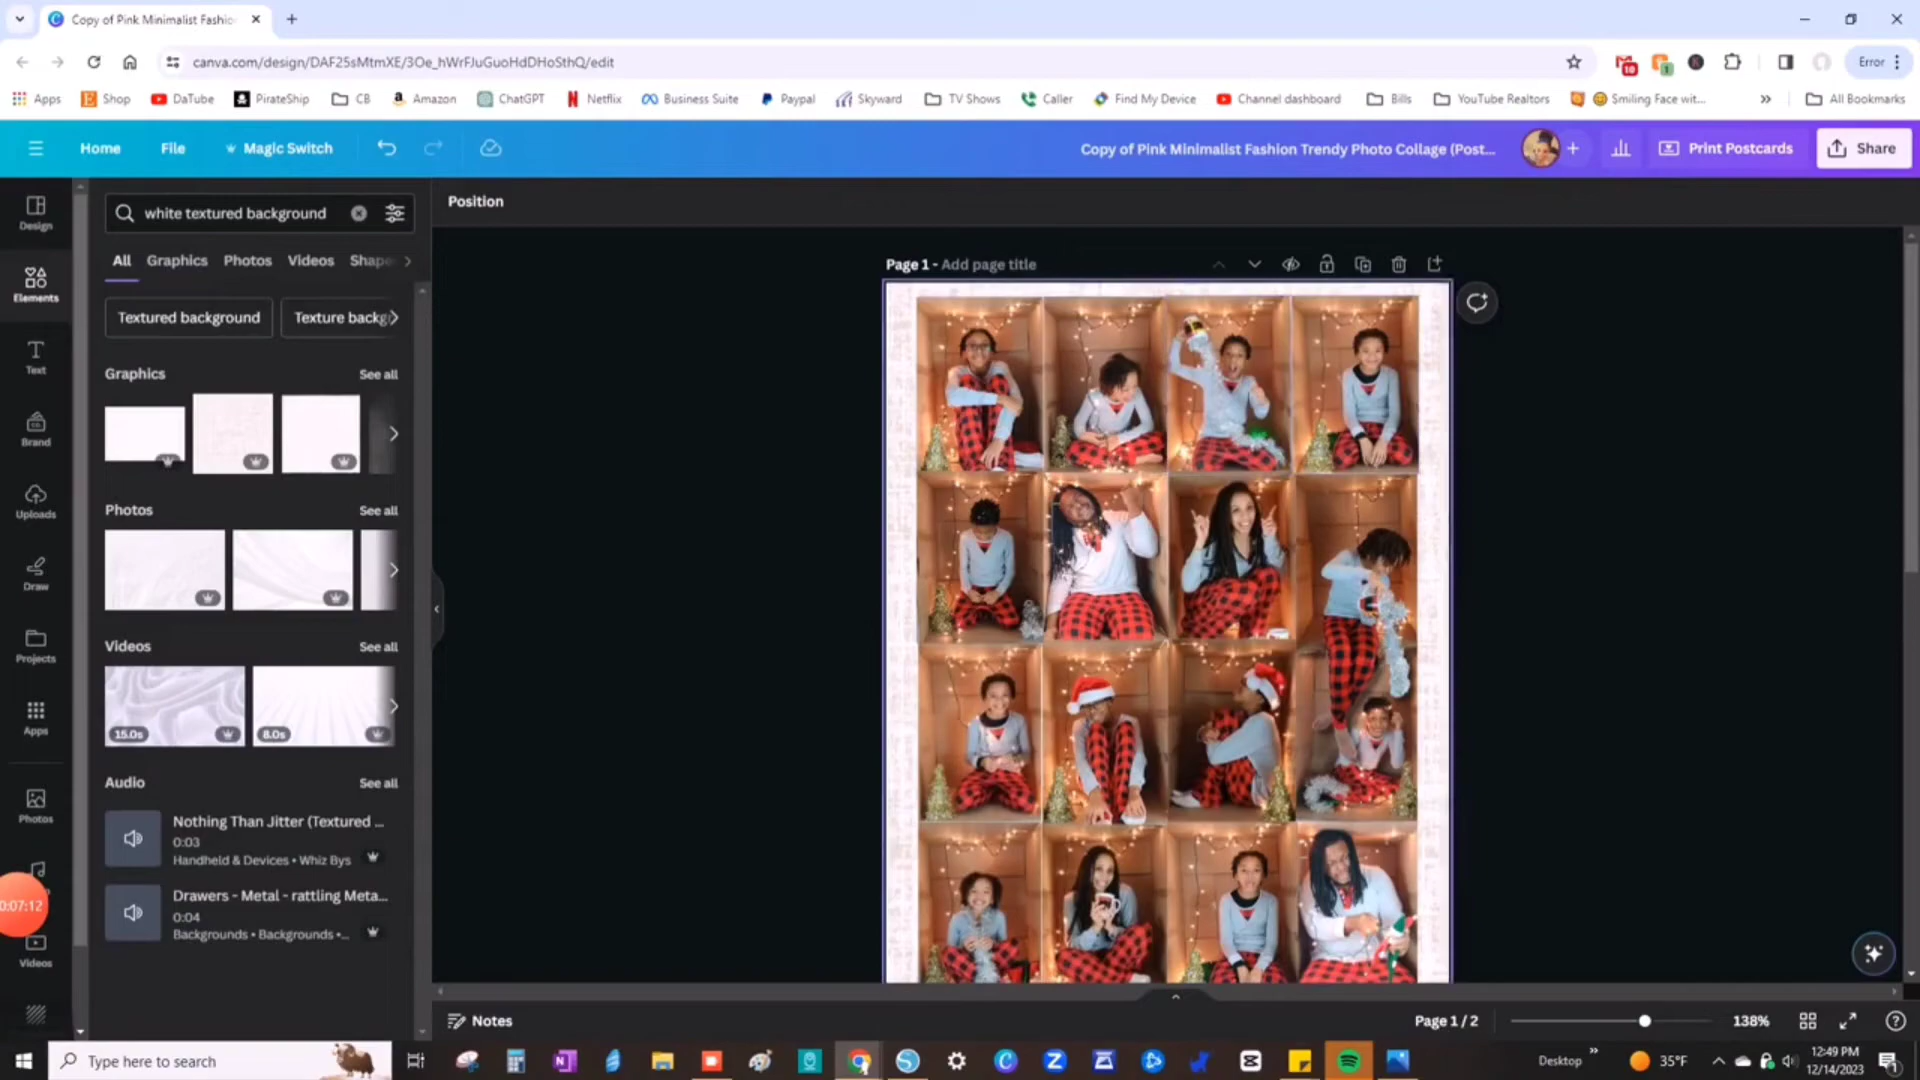 Copy of Pink Minimalist Fashio
canva.com/design/DAF25sMtmXE/3Oe_hWrFJuGuoHdDHoSthQ/edit
10
1
Error
Apps
Shop
DaTube
PirateShip
CB
Amazon
ChatGPT
Netflix
Business Suite
Paypal
Skyward
TV Shows
Caller
Find My Device
Channel dashboard
Bills
YouTube Realtors
Smiling Face wit...
All Bookmarks
Home
File
Magic Switch
Copy of Pink Minimalist Fashion Trendy Photo Collage (Post...
Print Postcards
Share
Design
Elements
Text
Brand
Uploads
Draw
Projects
Apps
Photos
Videos
0:07:12
white textured background
All
Graphics
Photos
Videos
Shape
Textured background
Texture backg
Graphics
See all
Photos
See all
Videos
See all
15.0s
8.0s
Audio
See all
Nothing Than Jitter (Textured ...
0:03
Handheld & Devices • Whiz Bys
Drawers - Metal - rattling Meta...
0:04
Backgrounds • Backgrounds •...
Position
Page 1 - Add page title
Notes
Page 1 / 2
138%
Type here to search
Desktop
35°F
12:49 PM
12/14/2023
1